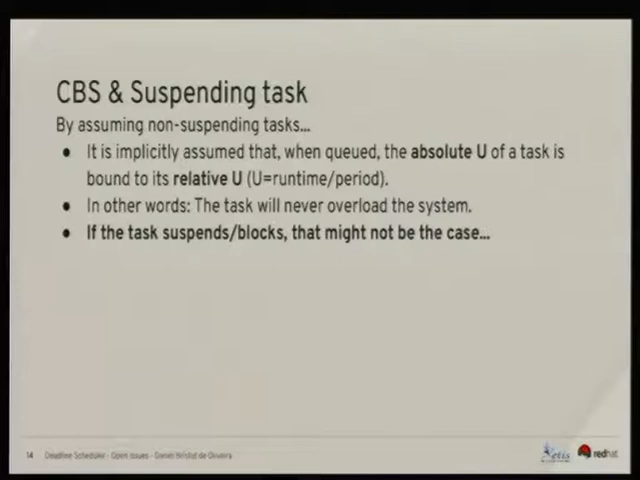 CBS & Suspending task
By assuming non-suspending tasks...
● It is implicitly assumed that, when queued, the absolute U of a task is
bound to its relative U (U=runtime/period).
● In other words: The task will never overload the system.
● If the task suspends/blocks, that might not be the case...
14 Deadline Scheduler - Open issues - Daniel Bristot de Oliveira
Retis redhat